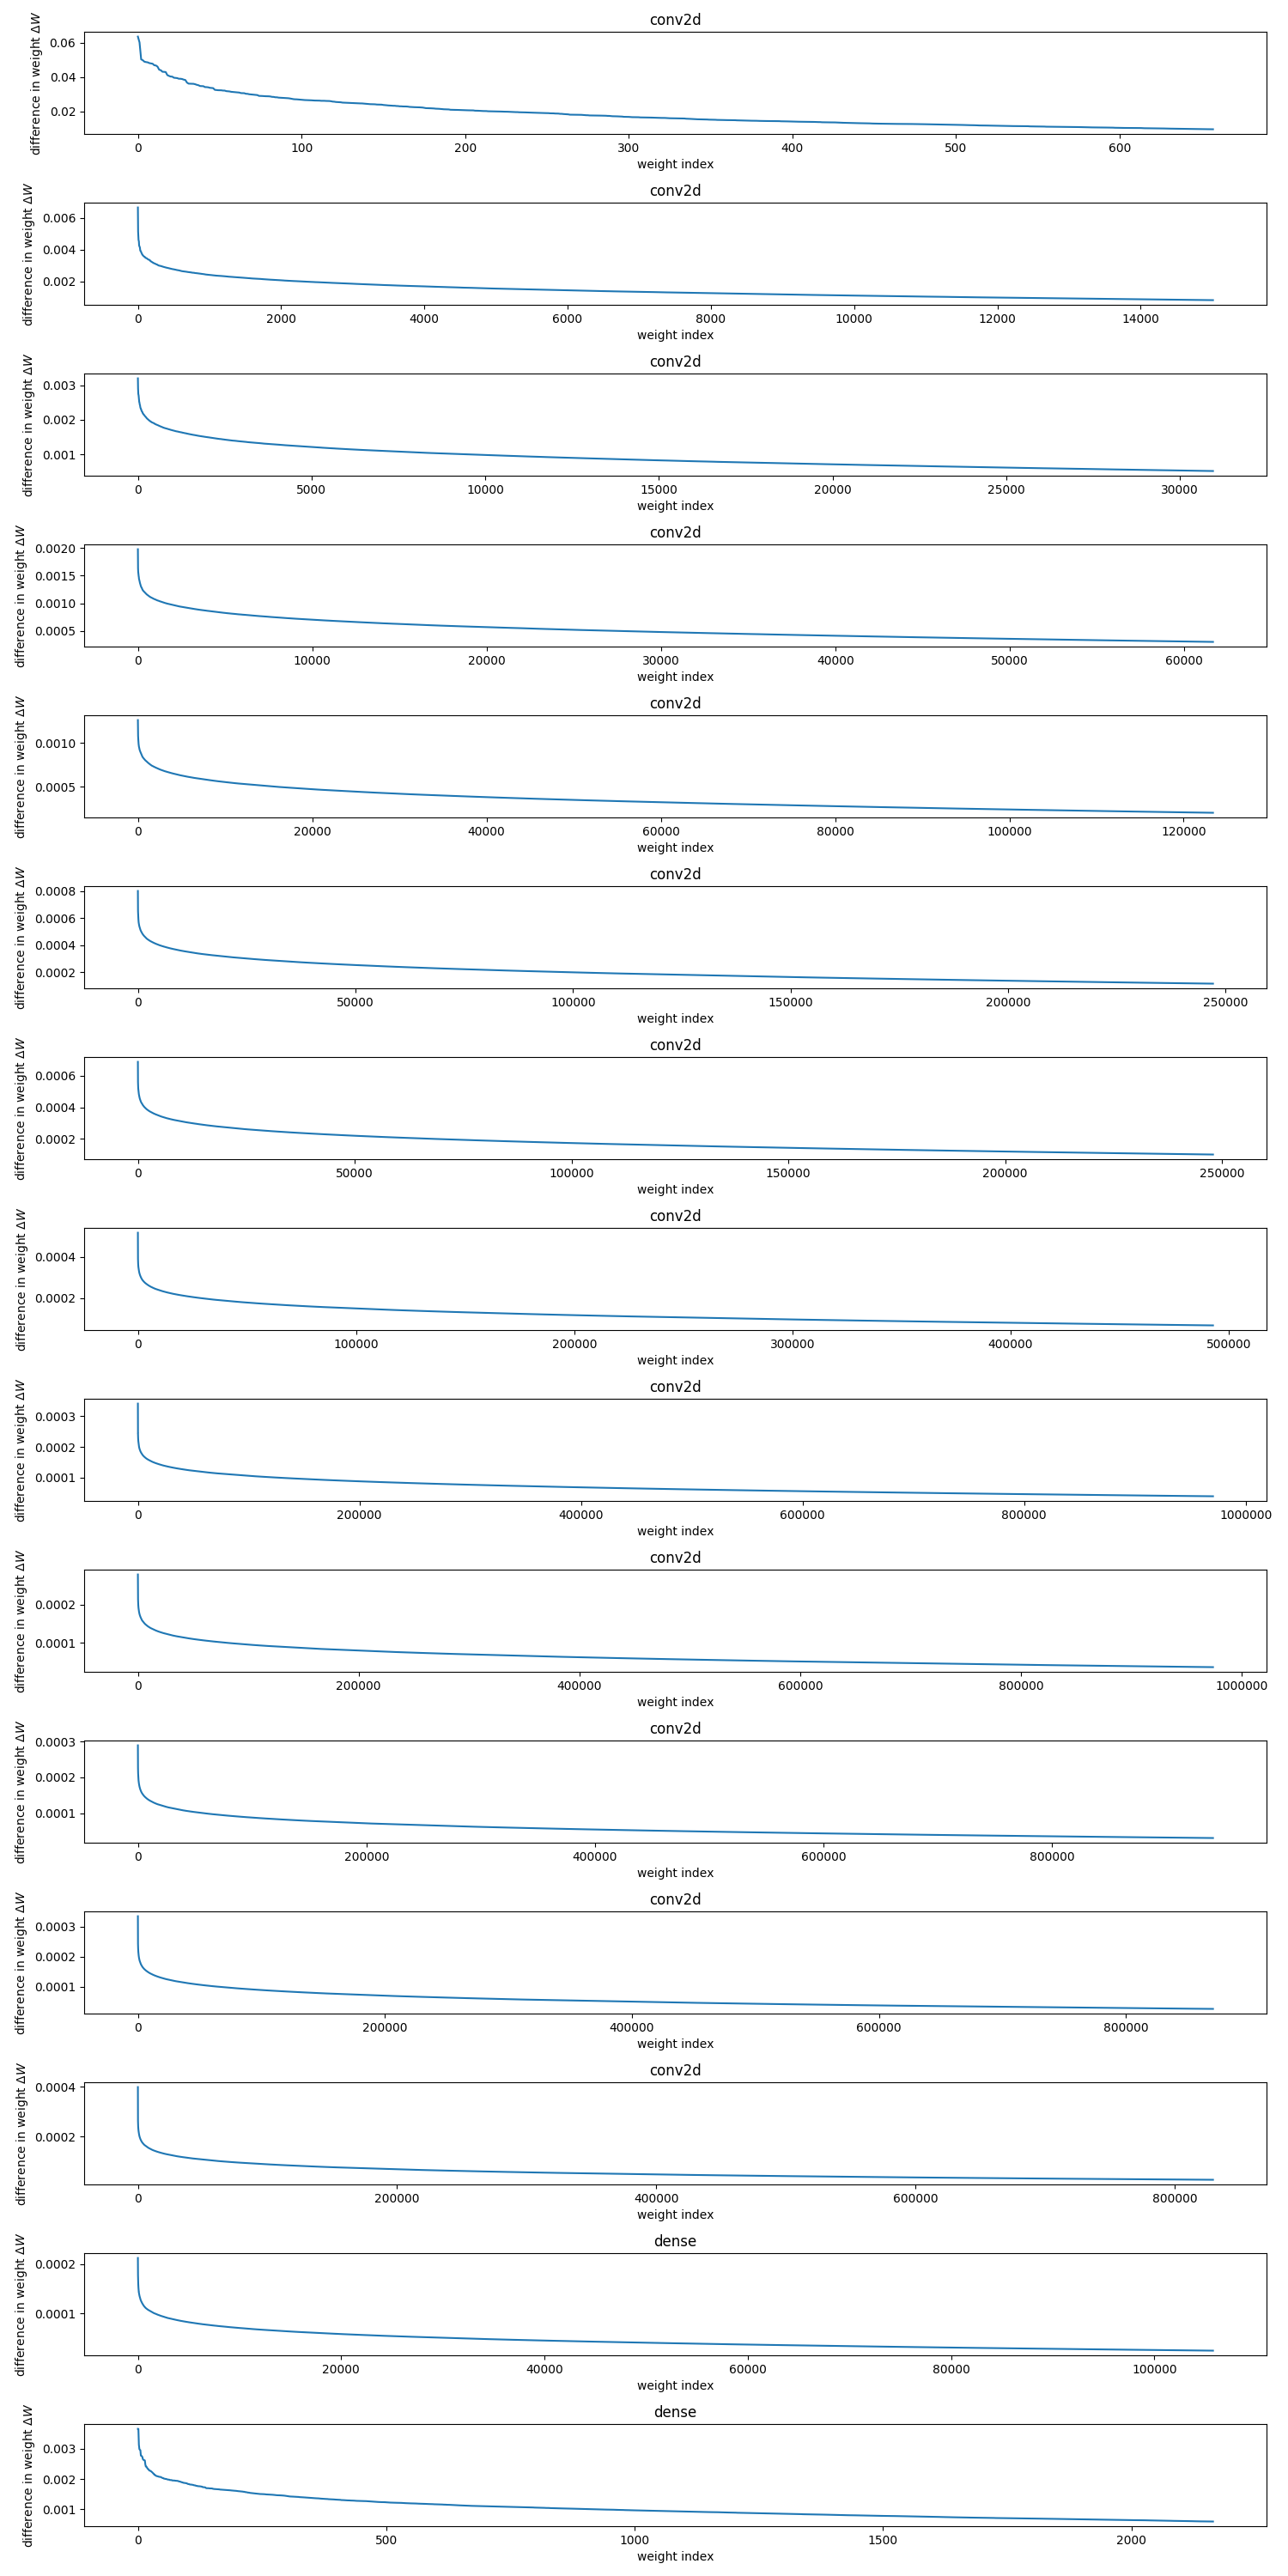 conv2d
difference in weight ΔW
0.06
0.04
0.02
0 100 200 300 400 500 600
weight index
conv2d
difference in weight ΔW
0.006
0.004
0.002
0 2000 4000 6000 8000 10000 12000 14000
weight index
conv2d
difference in weight ΔW
0.003
0.002
0.001
0 5000 10000 15000 20000 25000 30000
weight index
conv2d
difference in weight ΔW
0.0020
0.0015
0.0010
0.0005
0 10000 20000 30000 40000 50000 60000
weight index
conv2d
difference in weight ΔW
0.0010
0.0005
0 20000 40000 60000 80000 100000 120000
weight index
conv2d
difference in weight ΔW
0.0008
0.0006
0.0004
0.0002
0 50000 100000 150000 200000 250000
weight index
conv2d
difference in weight ΔW
0.0006
0.0004
0.0002
0 50000 100000 150000 200000 250000
weight index
conv2d
difference in weight ΔW
0.0004
0.0002
0 100000 200000 300000 400000 500000
weight index
conv2d
difference in weight ΔW
0.0003
0.0002
0.0001
0 200000 400000 600000 800000 1000000
weight index
conv2d
difference in weight ΔW
0.0002
0.0001
0 200000 400000 600000 800000 1000000
weight index
conv2d
difference in weight ΔW
0.0003
0.0002
0.0001
0 200000 400000 600000 800000
weight index
conv2d
difference in weight ΔW
0.0003
0.0002
0.0001
0 200000 400000 600000 800000
weight index
conv2d
difference in weight ΔW
0.0004
0.0002
0 200000 400000 600000 800000
weight index
dense
difference in weight ΔW
0.0002
0.0001
0 20000 40000 60000 80000 100000
weight index
dense
difference in weight ΔW
0.003
0.002
0.001
0 500 1000 1500 2000
weight index